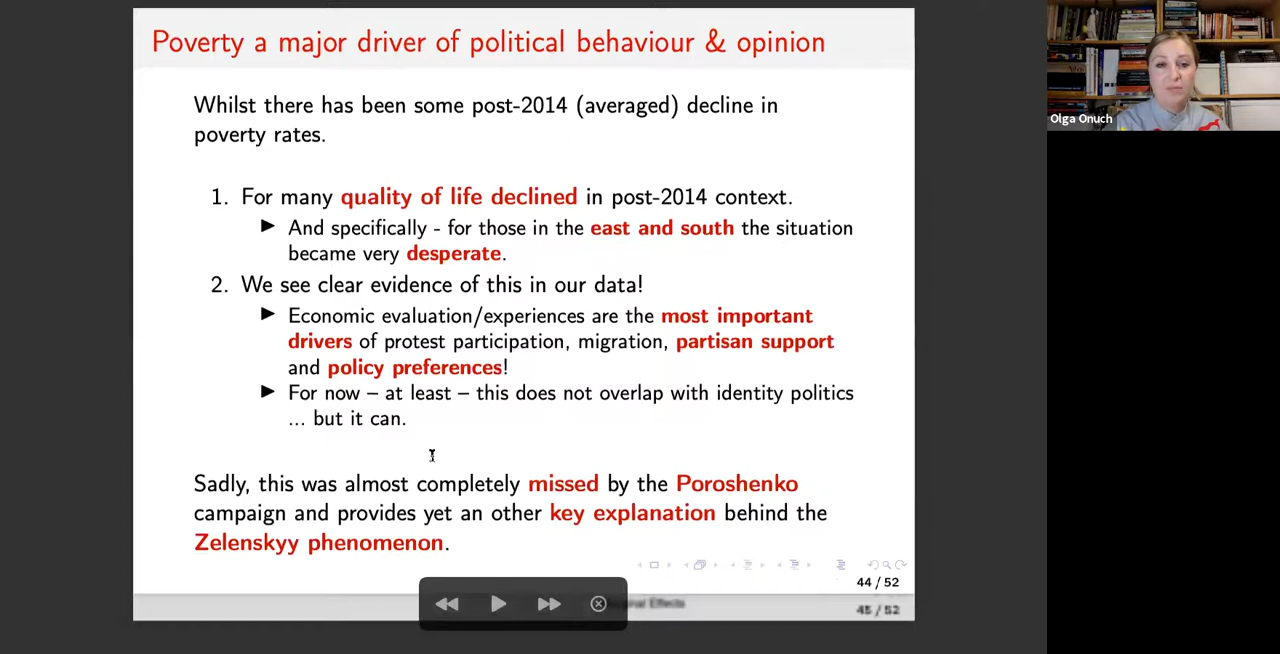 Poverty a major driver of political behaviour & opinion
Whilst there has been some post-2014 (averaged) decline in
poverty rates.
1. For many quality of life declined in post-2014 context.
▶ And specifically - for those in the east and south the situation
became very desperate.
2. We see clear evidence of this in our data!
▶ Economic evaluation/experiences are the most important
drivers of protest participation, migration, partisan support
and policy preferences!
▶ For now – at least – this does not overlap with identity politics
... but it can.
Sadly, this was almost completely missed by the Poroshenko
campaign and provides yet an other key explanation behind the
Zelenskyy phenomenon.
44 / 52
Effects
45 / 52
Olga Onuch